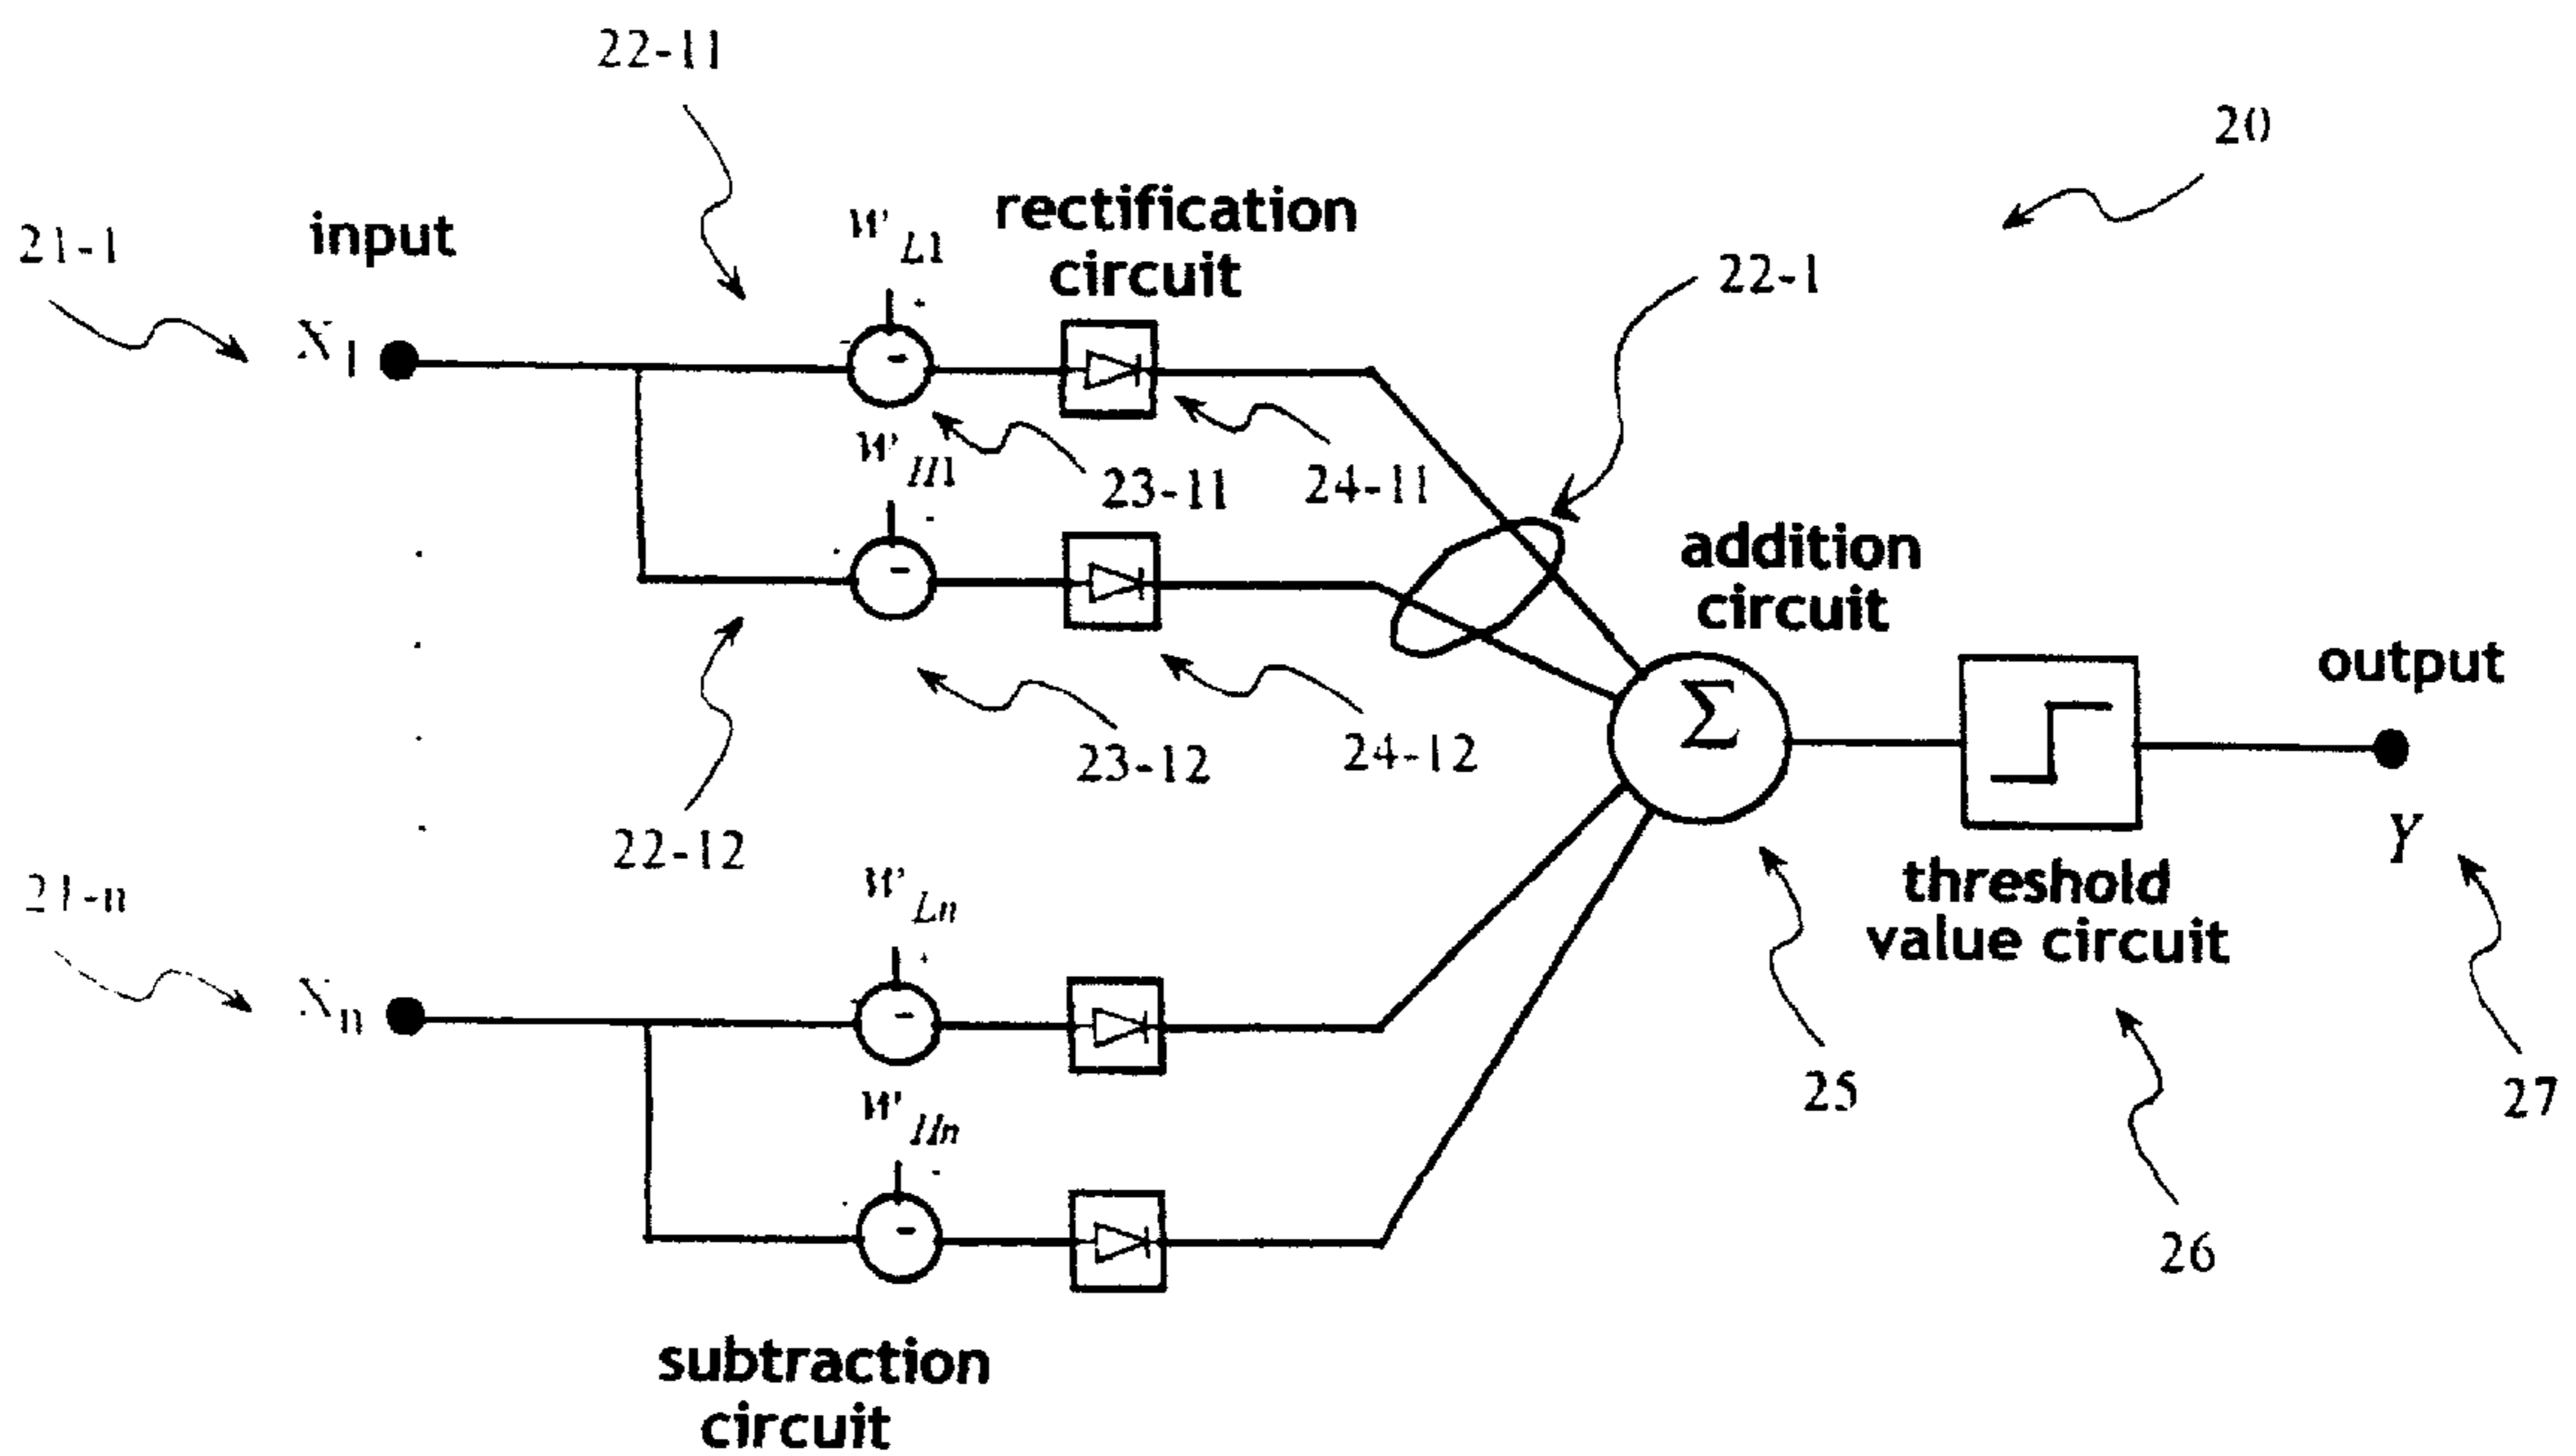 22-11
20
21-1
input
W L1
rectification
circuit
22-1
X1
W H1
23-11
24-11
addition
circuit
output
Σ
23-12
24-12
22-12
Y
21-n
W Ln
threshold
value circuit
Xn
25
27
W Hn
26
subtraction
circuit